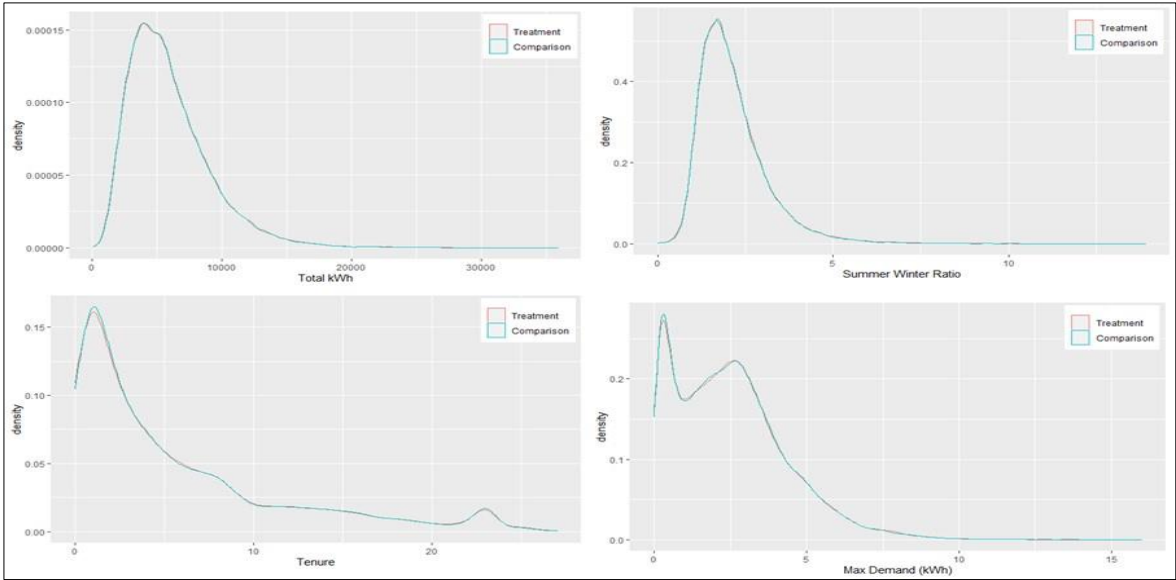 Treatment
Comparison
0.00015
0.00010
0.00005
0.00000
density
0 10000 20000 30000
Total kWh
Treatment
Comparison
0.4
0.2
0.0
density
0 5 10
Summer Winter Ratio
Treatment
Comparison
0.15
0.10
0.05
0.00
density
0 10 20
Tenure
Treatment
Comparison
0.2
0.1
0.0
density
0 5 10 15
Max Demand (kWh)